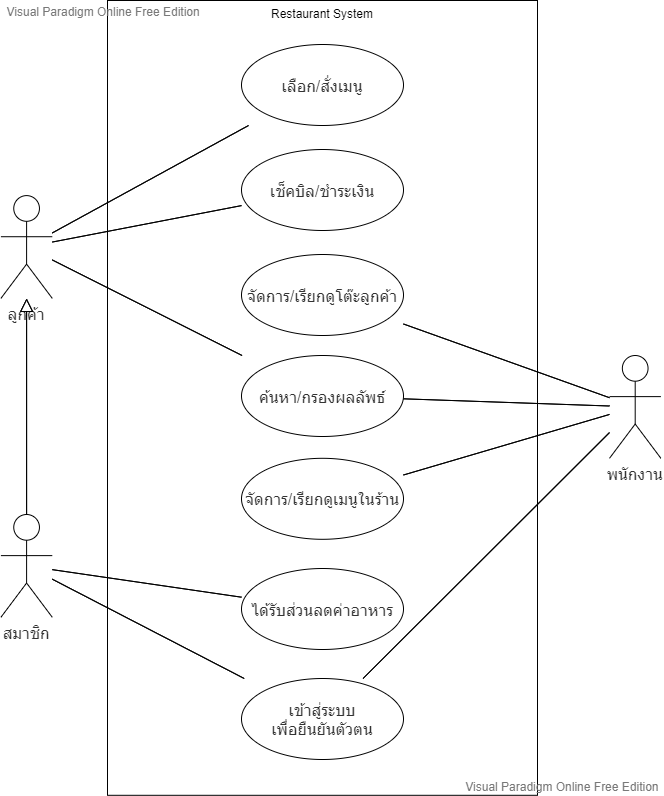 Visual Paradigm Online Free Edition
Restaurant System
เลือก/สั่งเมนู
เช็คบิล/ชำระเงิน
จัดการ/เรียกดูโต๊ะลูกค้า
ลูกค้า
ค้นหา/กรองผลลัพธ์
พนักงาน
จัดการ/เรียกดูเมนูในร้าน
ได้รับส่วนลดค่าอาหาร
สมาชิก
เข้าสู่ระบบ
เพื่อยืนยันตัวตน
Visual Paradigm Online Free Edition